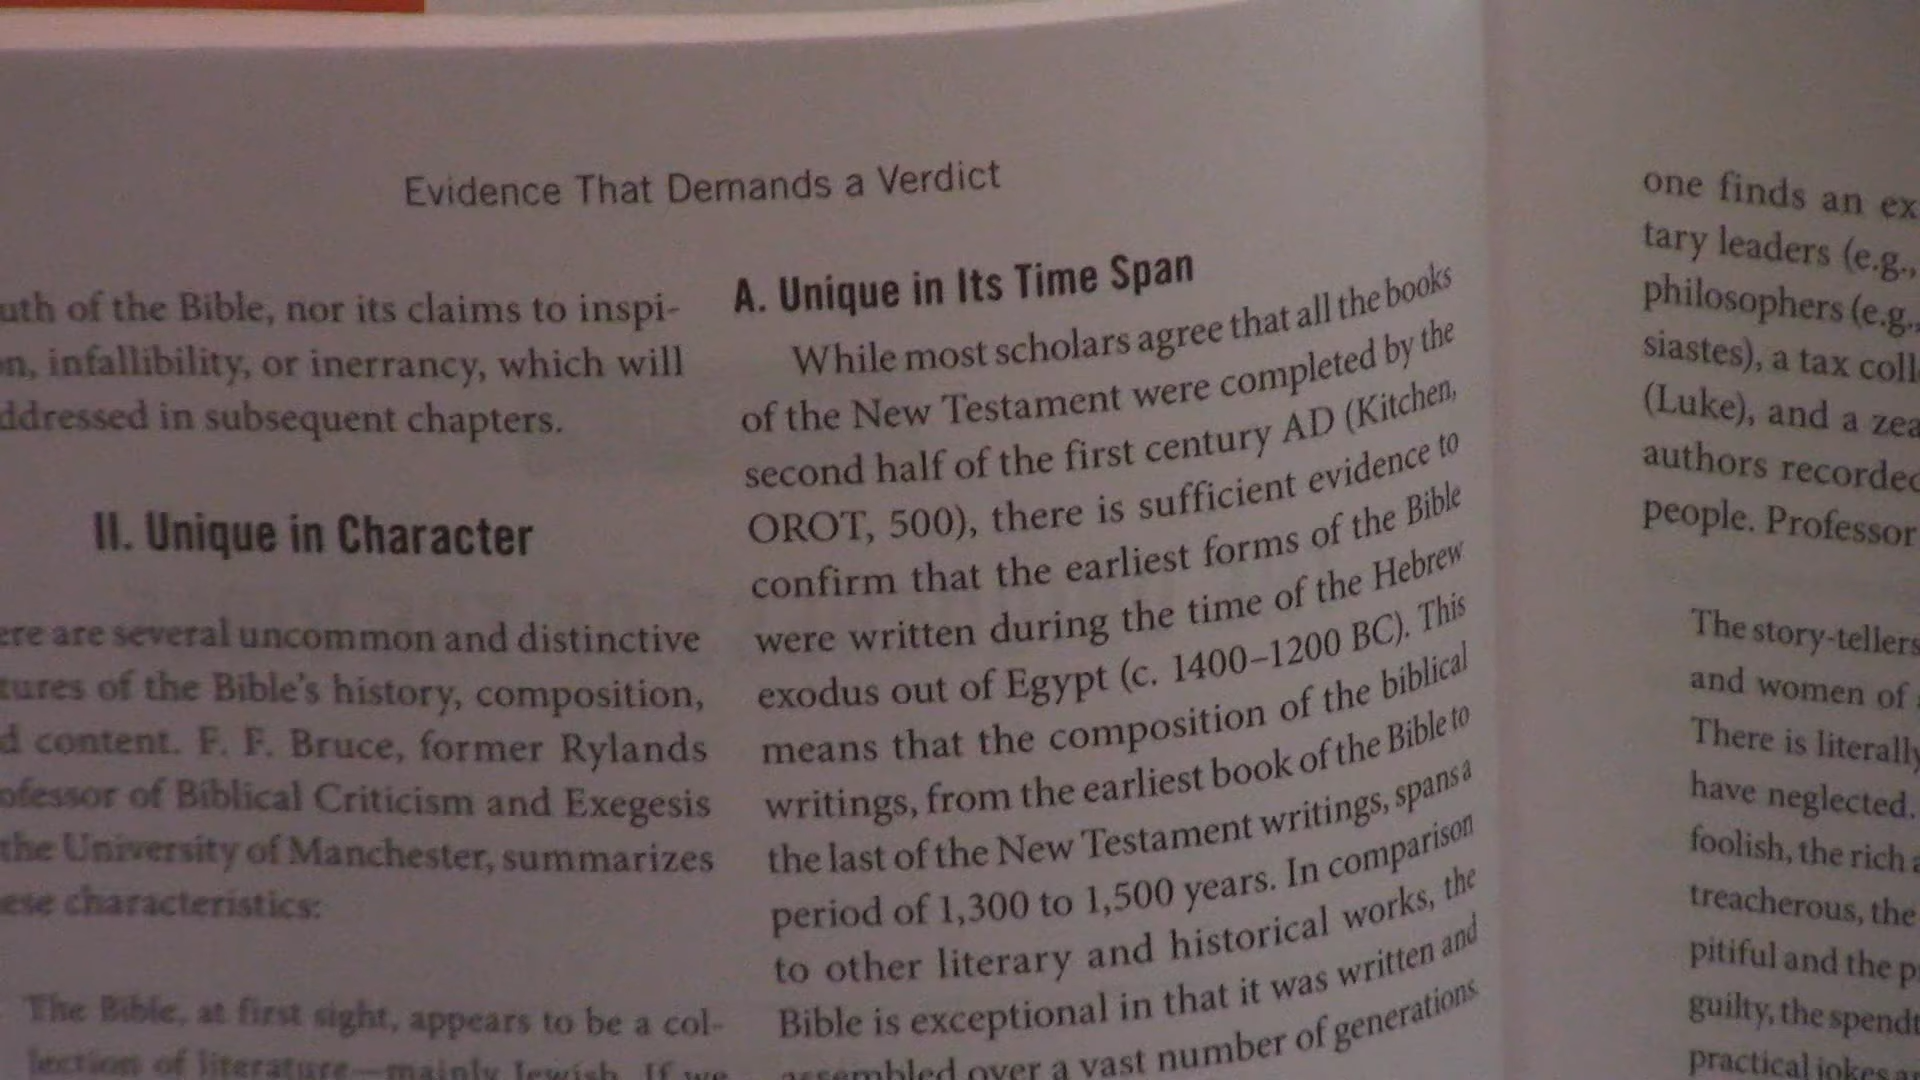 Evidence That Demands a Verdict
uth of the Bible, nor its claims to inspi-
n, infallibility, or inerrancy, which will
ddressed in subsequent chapters.
II. Unique in Character
ere are several uncommon and distinctive
tures of the Bible's history, composition,
d content. F. F. Bruce, former Rylands
ofessor of Biblical Criticism and Exegesis
the University of Manchester, summarizes
ese characteristics:
The Bible, at first sight, appears to be a col-
lection of literature—mainly Jewish. If we
A. Unique in Its Time Span
While most scholars agree that all the books
of the New Testament were completed by the
second half of the first century AD (Kitchen,
OROT, 500), there is sufficient evidence to
confirm that the earliest forms of the Bible
were written during the time of the Hebrew
exodus out of Egypt (c. 1400–1200 BC). This
means that the composition of the biblical
writings, from the earliest book of the Bible to
the last of the New Testament writings, spans a
period of 1,300 to 1,500 years. In comparison
to other literary and historical works, the
Bible is exceptional in that it was written and
assembled over a vast number of generations
one finds an ex
tary leaders (e.g.,
philosophers (e.g.,
siastes), a tax coll
(Luke), and a zea
authors recorded
people. Professor
The story-tellers
and women of
There is literally
have neglected.
foolish, the rich a
treacherous, the
pitiful and the p
guilty, the spendt
practical jokes a